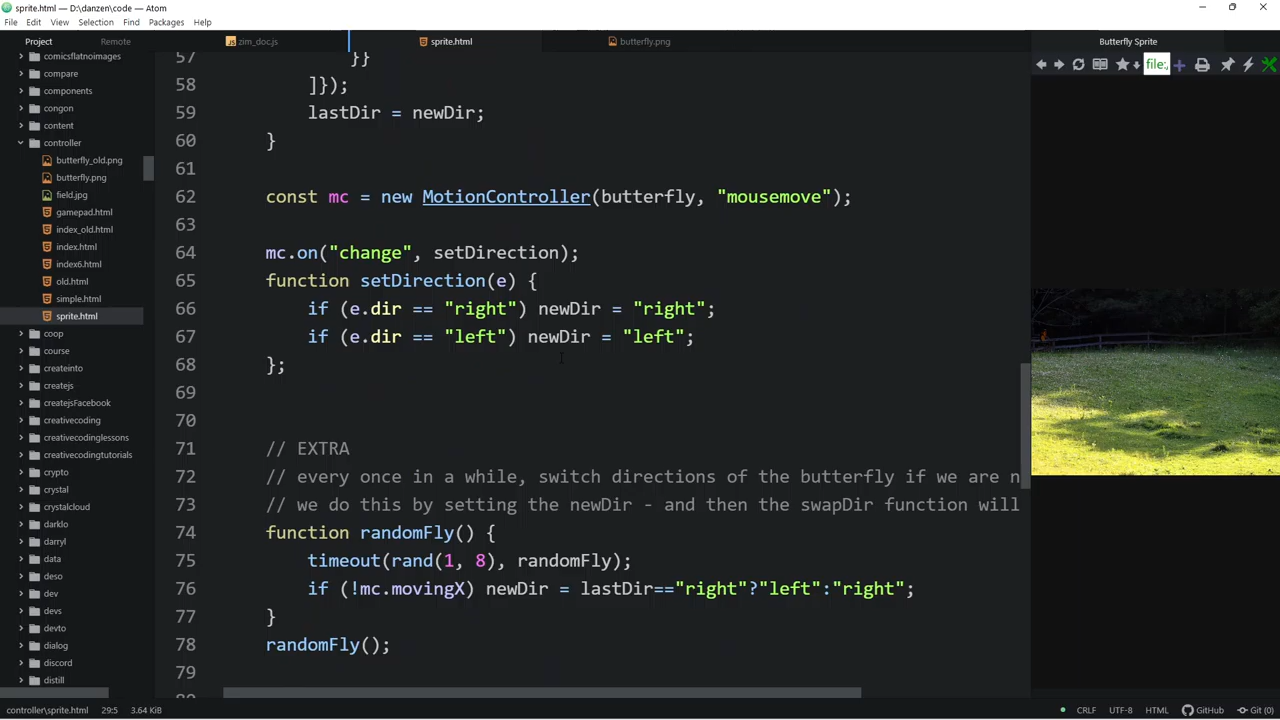 sprite.html — D:\danzen\code — Atom
File Edit View Selection Find Packages Help
Project Remote
zim_doc.js
sprite.html
butterfly.png
Butterfly Sprite
file:,
comicsflatnoimages
compare
components
congon
content
controller
butterfly_old.png
butterfly.png
field.jpg
gamepad.html
index_old.html
index.html
index6.html
old.html
simple.html
sprite.html
coop
course
createinto
createjs
createjsFacebook
creativecoding
creativecodinglessons
creativecodingtutorials
crypto
crystal
crystalcloud
darklo
darryl
data
deso
dev
devs
devto
dialog
discord
distill
57 }}
58 ]});
59 lastDir = newDir;
60 }
61
62 const mc = new MotionController(butterfly, "mousemove");
63
64 mc.on("change", setDirection);
65 function setDirection(e) {
66 if (e.dir == "right") newDir = "right";
67 if (e.dir == "left") newDir = "left";
68 };
69
70
71 // EXTRA
72 // every once in a while, switch directions of the butterfly if we are n
73 // we do this by setting the newDir - and then the swapDir function will
74 function randomFly() {
75 timeout(rand(1, 8), randomFly);
76 if (!mc.movingX) newDir = lastDir=="right"?"left":"right";
77 }
78 randomFly();
79
controller\sprite.html 29:5 3.64 KiB
CRLF UTF-8 HTML GitHub Git (0)